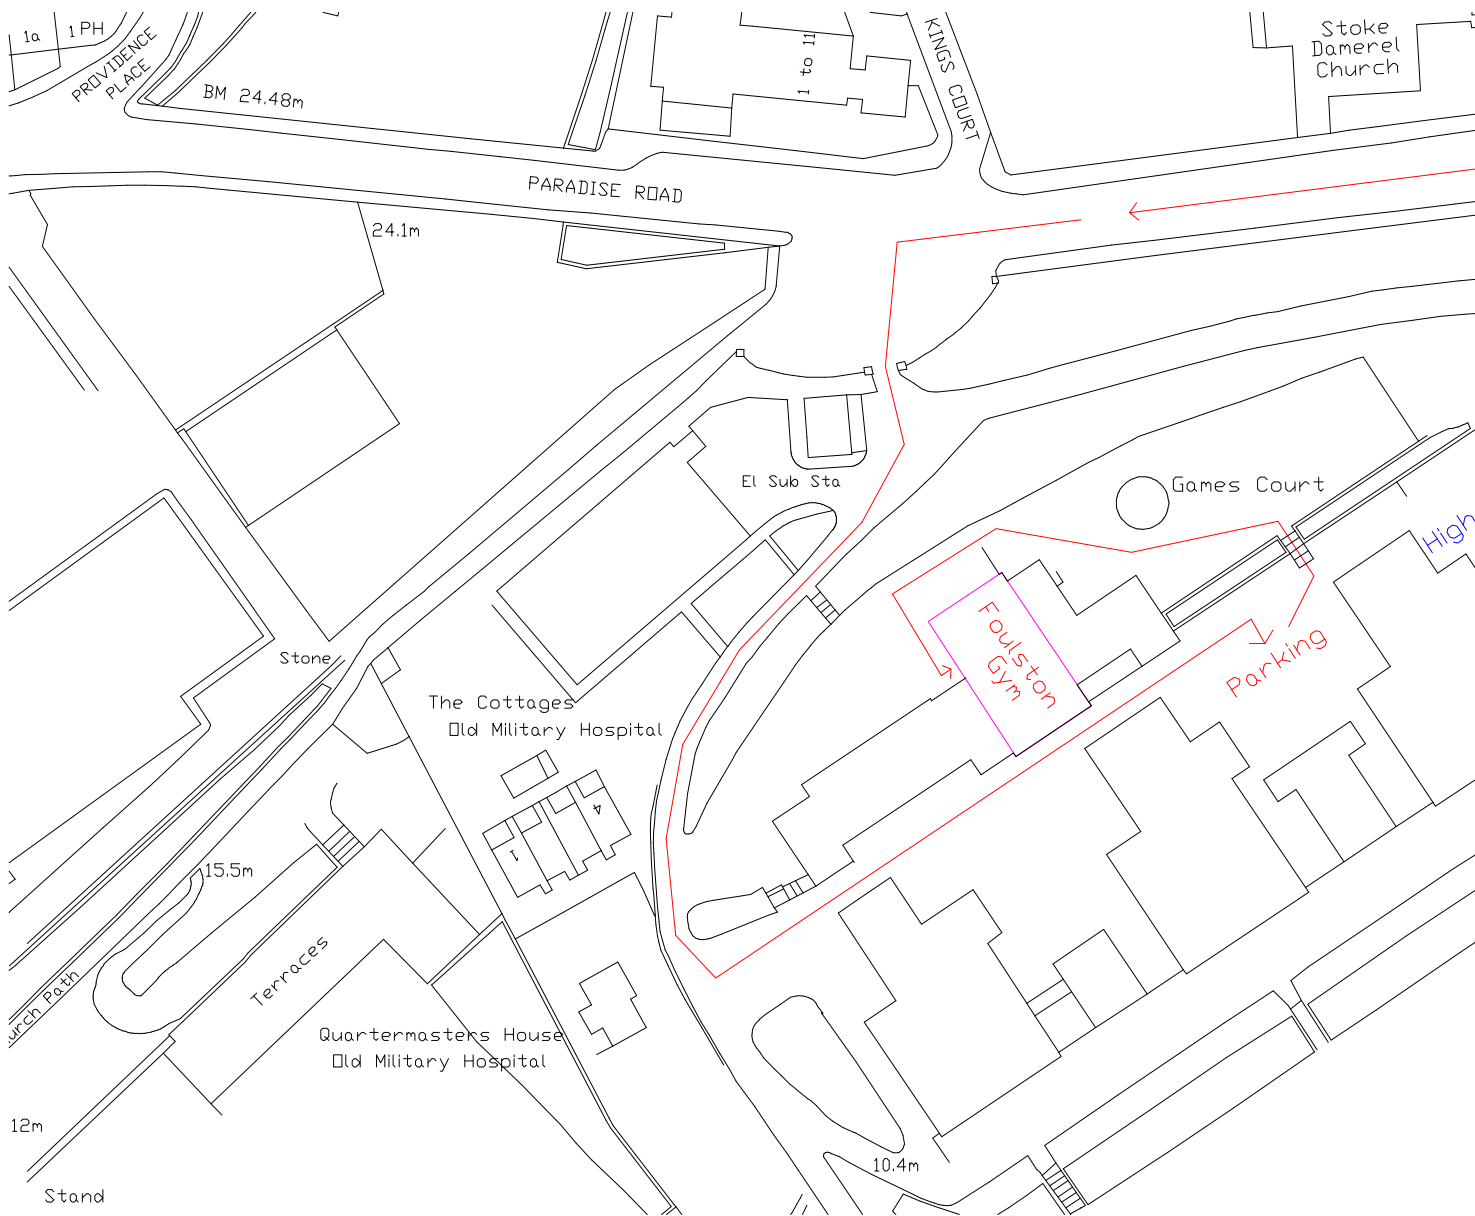 1a
1 PH
PROVIDENCE
PLACE
BM 24.48m
1 to 11
KINGS COURT
Stoke
Damerel
Church
PARADISE ROAD
24.1m
El Sub Sta
Games Court
High
Foulston
Gym
Parking
Stone
The Cottages
Old Military Hospital
1
4
15.5m
Terraces
urch Path
Quartermasters House
Old Military Hospital
12m
10.4m
Stand